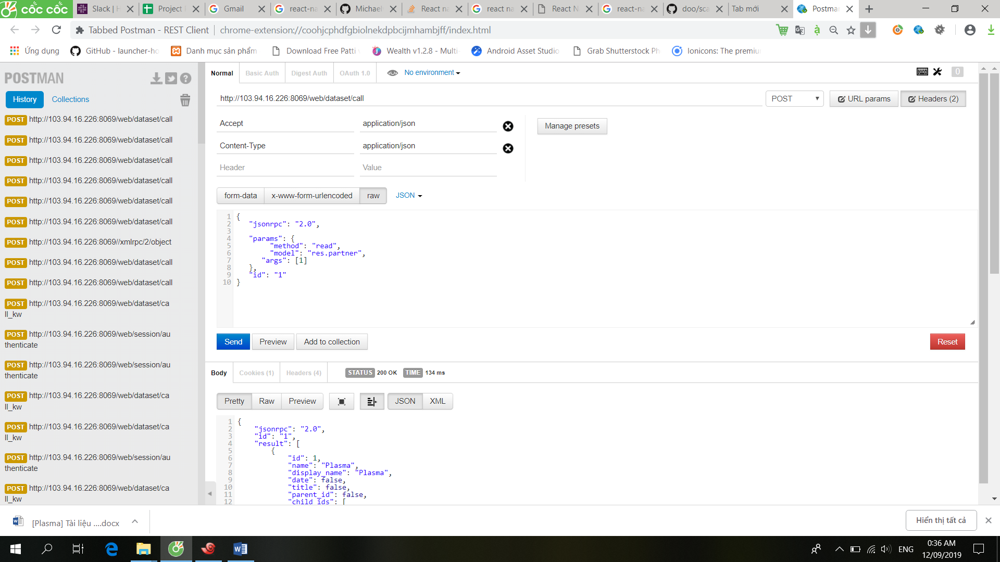 cốc cốc
Slack | H
Project
Gmail
react-na
Michael
React na
react na
React N
react-na
doo/sca
Tab mới
Postman
Tabbed Postman - REST Client
chrome-extension://coohjcphdfgbiolnekdpbcijmhambjff/index.html
Ứng dụng
GitHub - launcher-ho
Danh mục sản phẩm
Download Free Patti
Wealth v1.2.8 - Multi-
Android Asset Studio
Grab Shutterstock Ph
Ionicons: The premiu
POSTMAN
History
Collections
POST http://103.94.16.226:8069/web/dataset/call
POST http://103.94.16.226:8069/web/dataset/call
POST http://103.94.16.226:8069/web/dataset/call
POST http://103.94.16.226:8069/web/dataset/call
POST http://103.94.16.226:8069/web/dataset/call
POST http://103.94.16.226:8069/web/dataset/call
POST http://103.94.16.226:8069//xmlrpc/2/object
POST http://103.94.16.226:8069/web/dataset/call
POST http://103.94.16.226:8069/web/dataset/call
POST http://103.94.16.226:8069/web/dataset/ca
ll_kw
POST http://103.94.16.226:8069/web/session/au
thenticate
POST http://103.94.16.226:8069/web/session/au
thenticate
POST http://103.94.16.226:8069/web/dataset/ca
ll_kw
POST http://103.94.16.226:8069/web/dataset/ca
ll_kw
POST http://103.94.16.226:8069/web/session/au
thenticate
POST http://103.94.16.226:8069/web/dataset/ca
ll_kw
Normal
Basic Auth
Digest Auth
OAuth 1.0
No environment
0
http://103.94.16.226:8069/web/dataset/call
POST
URL params
Headers (2)
Accept
application/json
Manage presets
Content-Type
application/json
Header
Value
form-data
x-www-form-urlencoded
raw
JSON
1 {
2 "jsonrpc": "2.0",
3
4 "params": {
5 "method": "read",
6 "model": "res.partner",
7 "args": [1]
8 },
9 "id": "1"
10 }
Send
Preview
Add to collection
Reset
Body
Cookies (1)
Headers (4)
STATUS 200 OK
TIME 134 ms
Pretty
Raw
Preview
JSON
XML
1 {
2 "jsonrpc": "2.0",
3 "id": "1",
4 "result": [
5 {
6 "id": 1,
7 "name": "Plasma",
8 "display_name": "Plasma",
9 "date": false,
10 "title": false,
11 "parent_id": false,
12 "child_ids": [
[Plasma] Tài liệu ....docx
Hiển thị tất cả
ENG
0:36 AM
12/09/2019